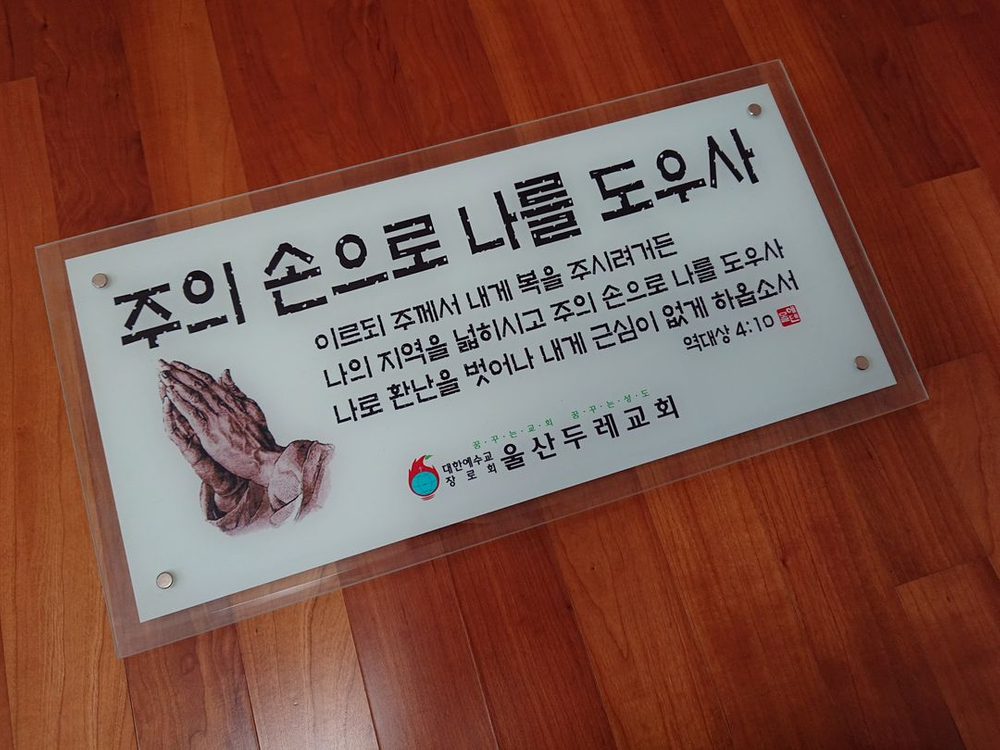 주의 손으로 나를 도우사
이르되 주께서 내게 복을 주시려거든
나의 지역을 넓히시고 주의 손으로 나를 도우사
나로 환난을 벗어나 내게 근심이 없게 하옵소서
역대상 4:10
꿈·꾸·는·교·회 꿈·꾸·는·성·도
대한예수교
장로회
울산두레교회